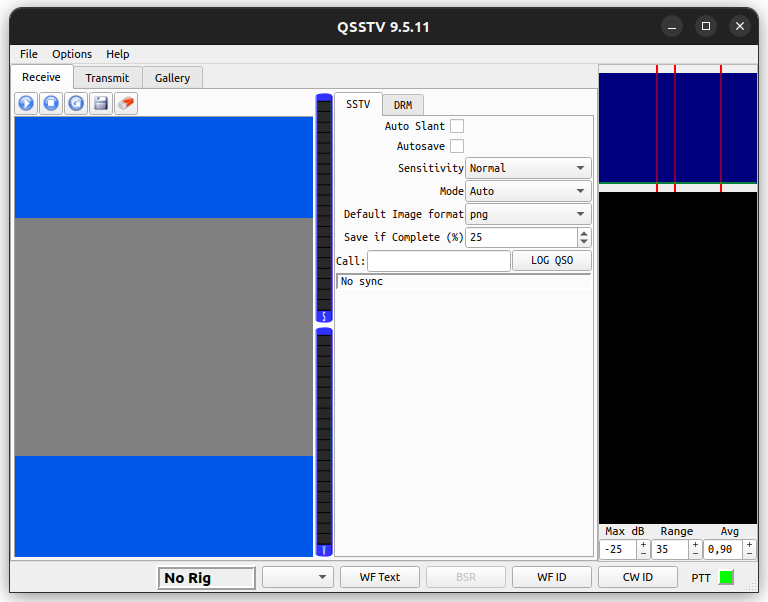 QSSTV 9.5.11
File Options Help
Receive Transmit Gallery
SSTV DRM
Auto Slant
Autosave
Sensitivity Normal
Mode Auto
Default Image format png
Save if Complete (%) 25
Call: LOG QSO
No sync
S
T
Max dB Range Avg
-25 35 0,90
No Rig WF Text BSR WF ID CW ID PTT